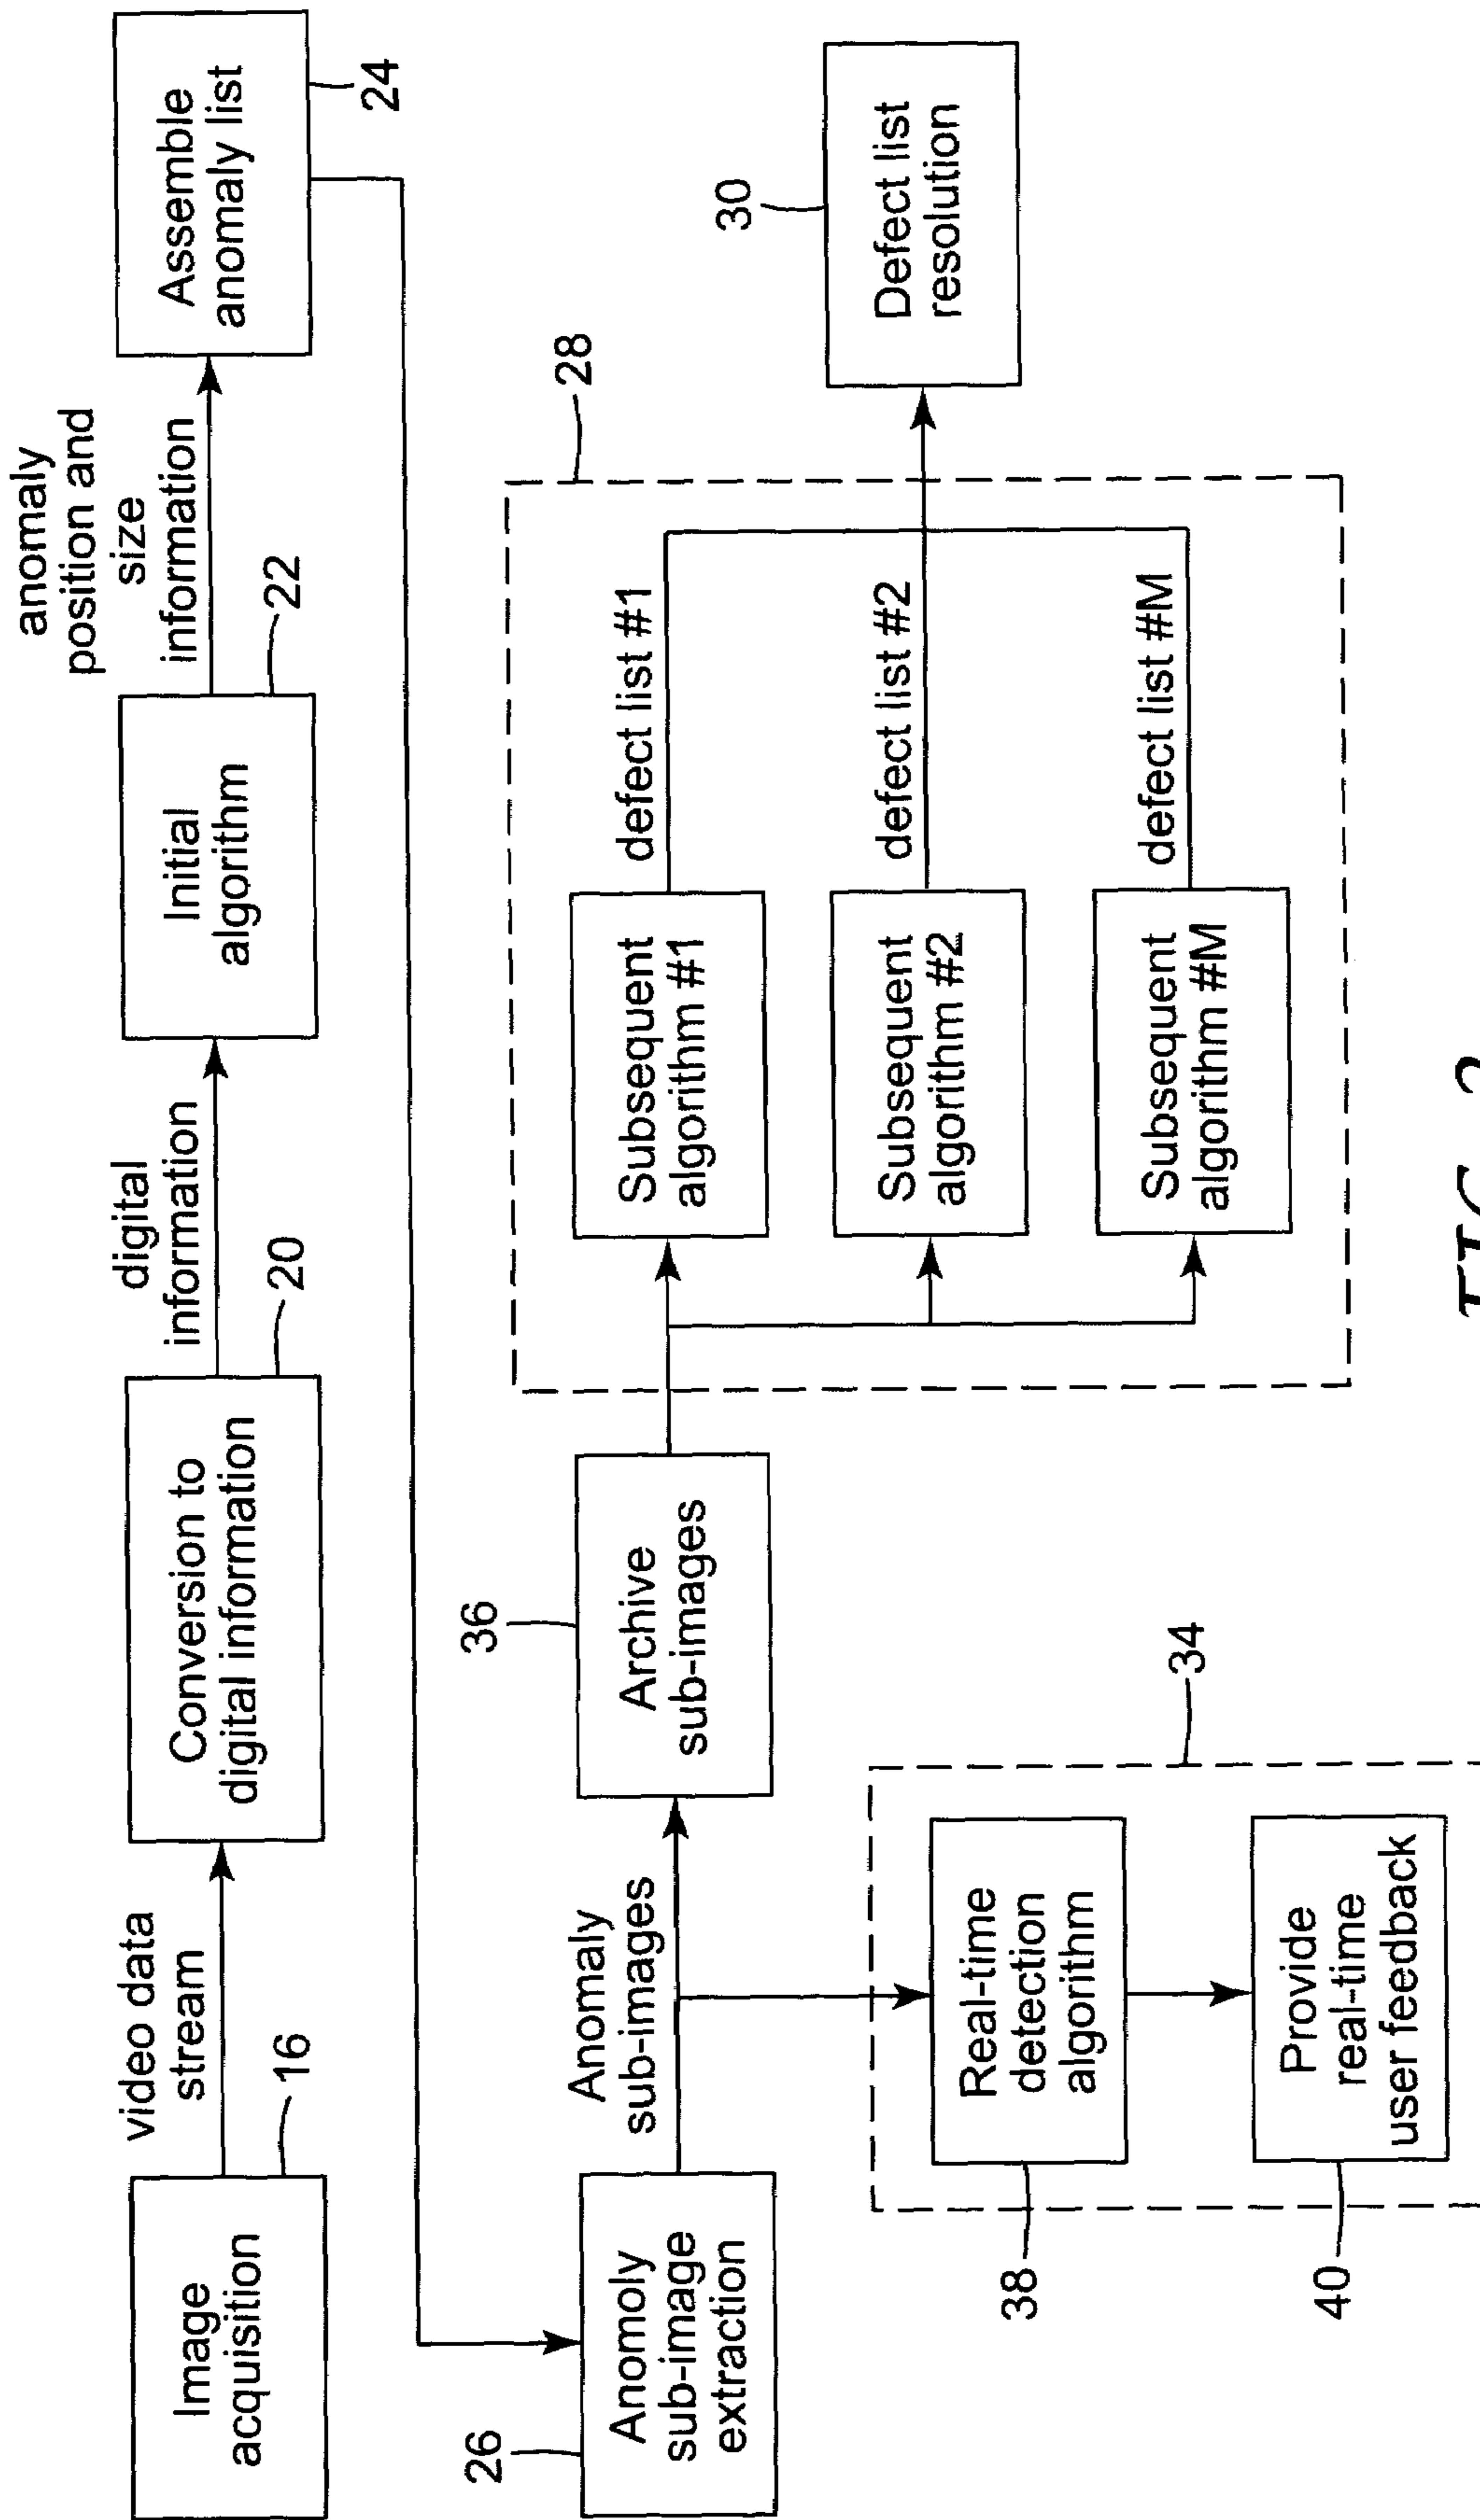 Image
acquisition
16
video data
stream
Conversion to
digital information
20
digital
information
Initial
algorithm
22
anomaly
position and
size
information
Assemble
anomaly list
24
26
Anomoly
sub-image
extraction
Anomaly
sub-images
36
Archive
sub-images
28
Subsequent
algorithm #1
defect list #1
Subsequent
algorithm #2
defect list #2
Subsequent
algorithm #M
defect list #M
30
Defect list
resolution
34
38
Real-time
detection
algorithm
40
Provide
real-time
user feedback